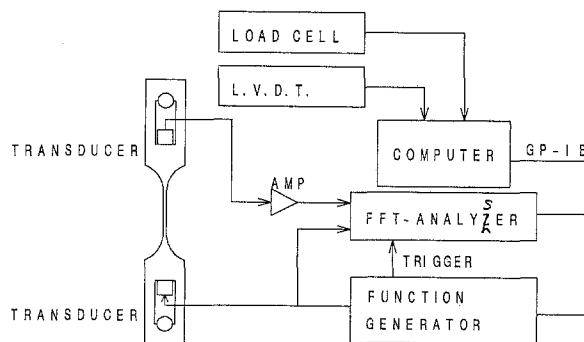 LOAD CELL
L.V.D.T.
TRANSDUCER
COMPUTER
GP-IB
AMP
FFT-ANALYZER
S
TRIGGER
TRANSDUCER
FUNCTION
GENERATOR